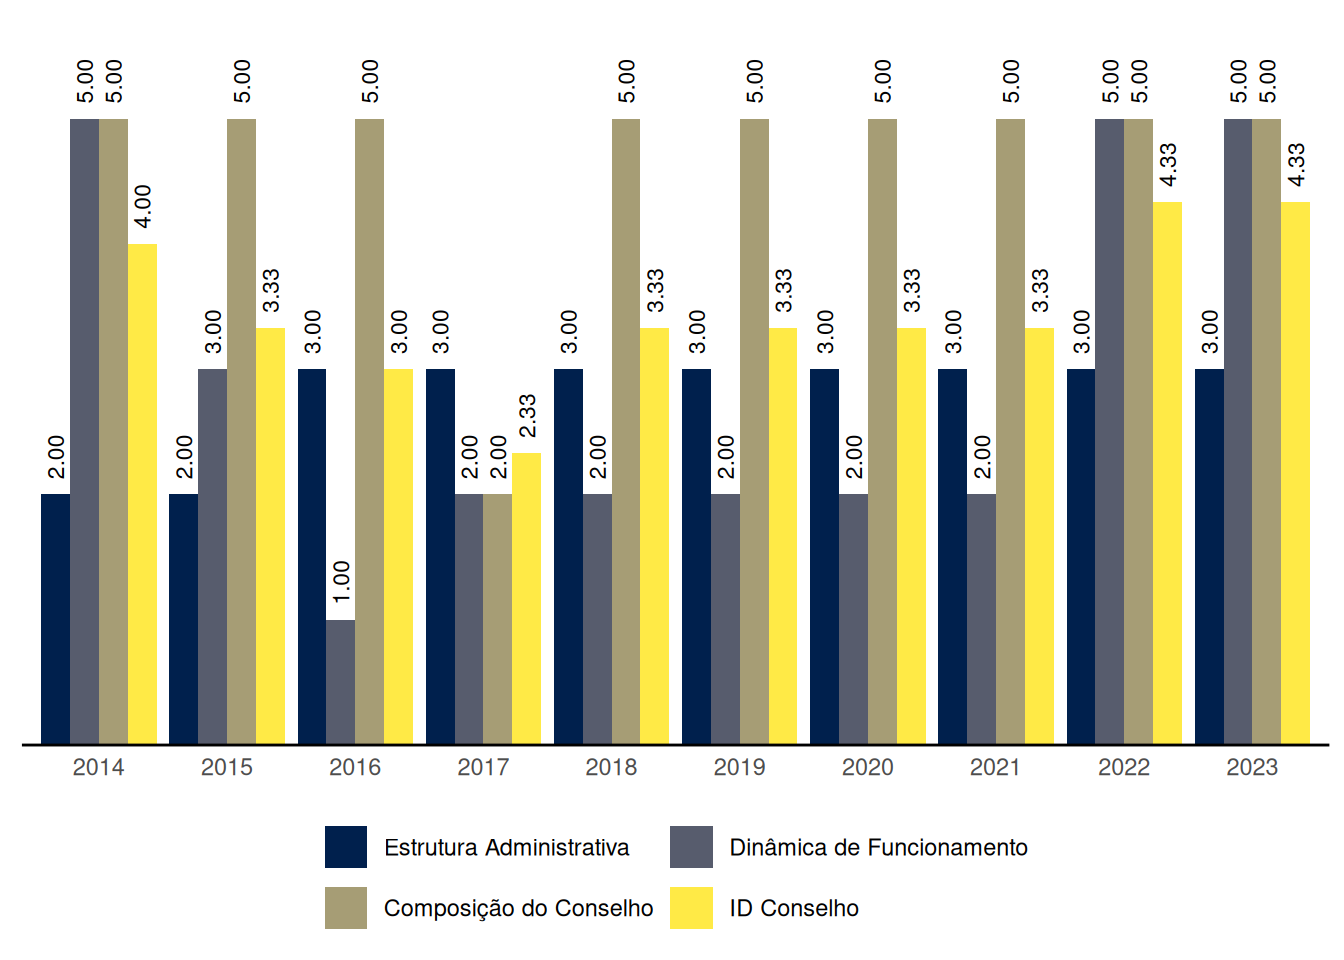 2.00 5.00 5.00 4.00
2.00 3.00 5.00 3.33
3.00 1.00 5.00 3.00
3.00 2.00 2.00 2.33
3.00 2.00 5.00 3.33
3.00 2.00 5.00 3.33
3.00 2.00 5.00 3.33
3.00 2.00 5.00 3.33
3.00 5.00 5.00 4.33
3.00 5.00 5.00 4.33
2014 2015 2016 2017 2018 2019 2020 2021 2022 2023
Estrutura Administrativa Dinâmica de Funcionamento
Composição do Conselho ID Conselho